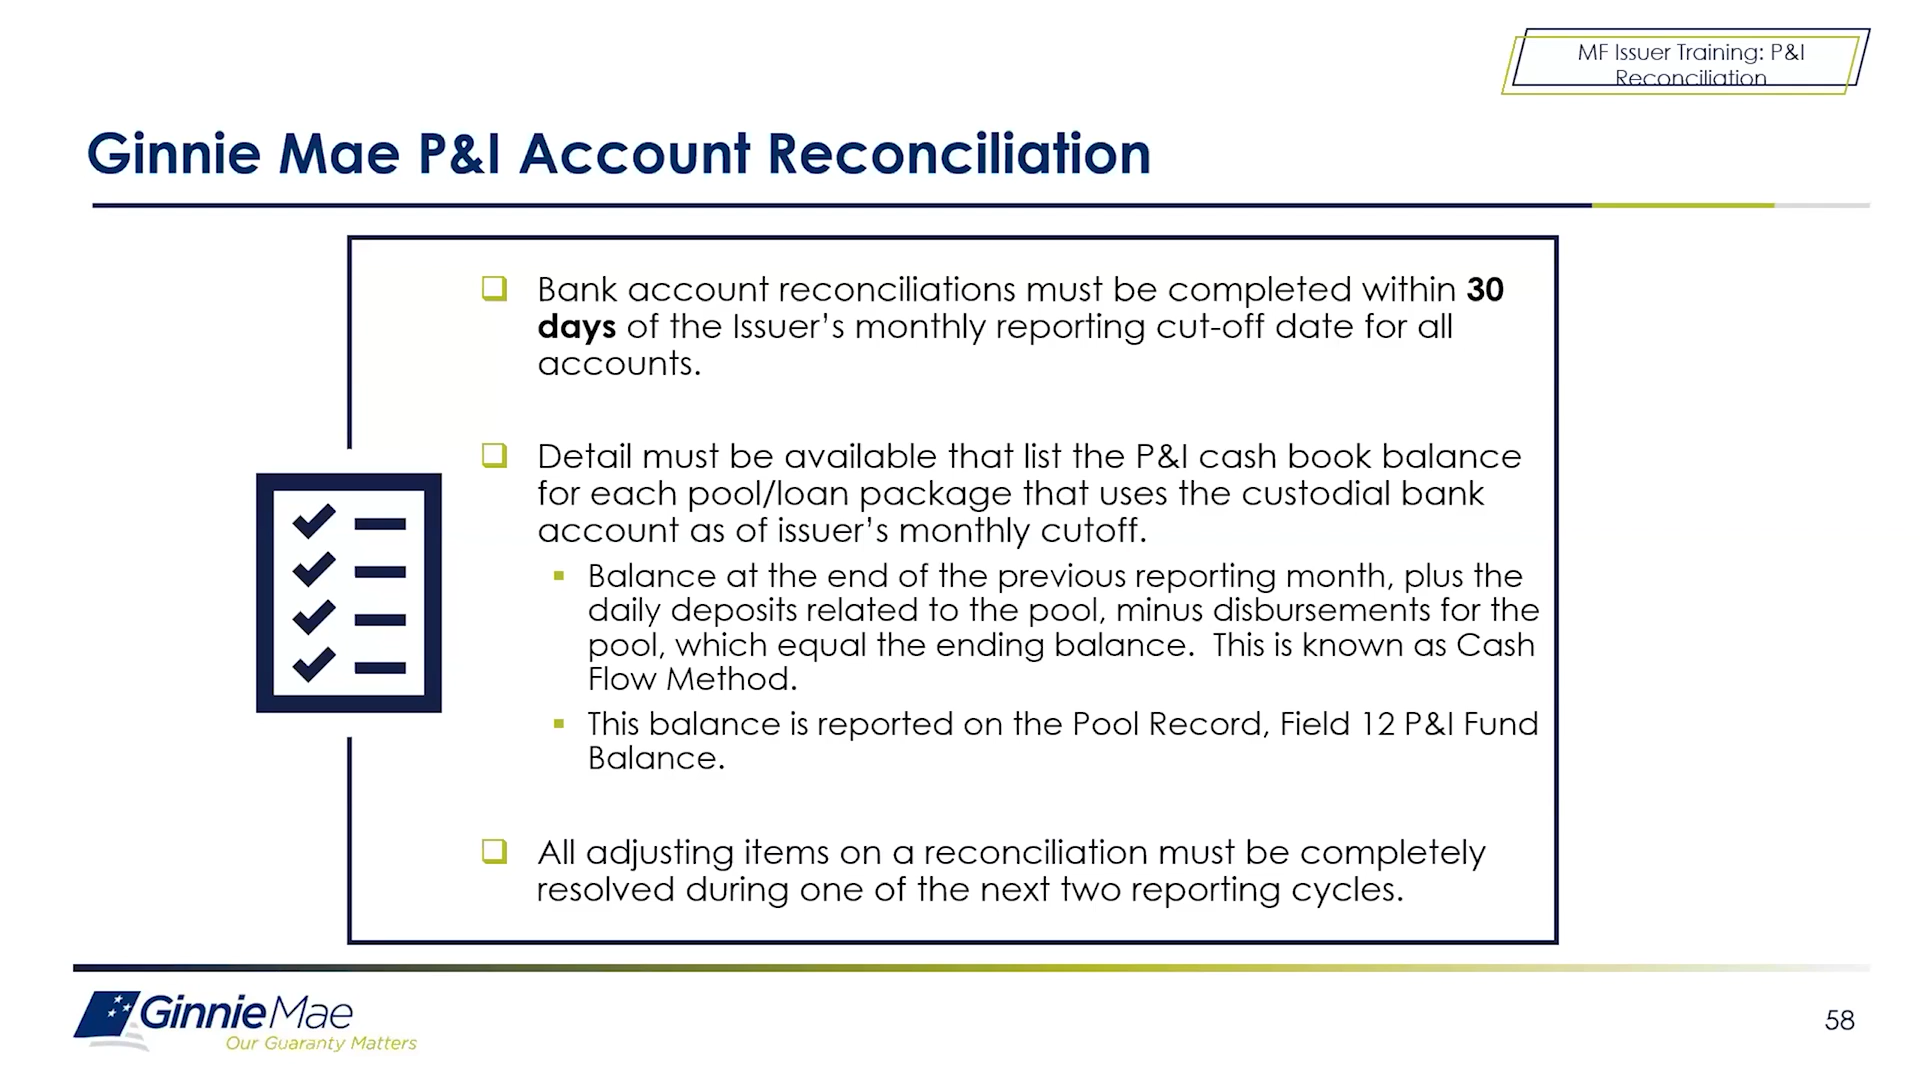 MF Issuer Training: P&I
Reconciliation
Ginnie Mae P&I Account Reconciliation
Bank account reconciliations must be completed within 30
days of the Issuer’s monthly reporting cut-off date for all
accounts.
Detail must be available that list the P&I cash book balance
for each pool/loan package that uses the custodial bank
account as of issuer’s monthly cutoff.
Balance at the end of the previous reporting month, plus the
daily deposits related to the pool, minus disbursements for the
pool, which equal the ending balance.  This is known as Cash
Flow Method.
This balance is reported on the Pool Record, Field 12 P&I Fund
Balance.
All adjusting items on a reconciliation must be completely
resolved during one of the next two reporting cycles.
GinnieMae
Our Guaranty Matters
58